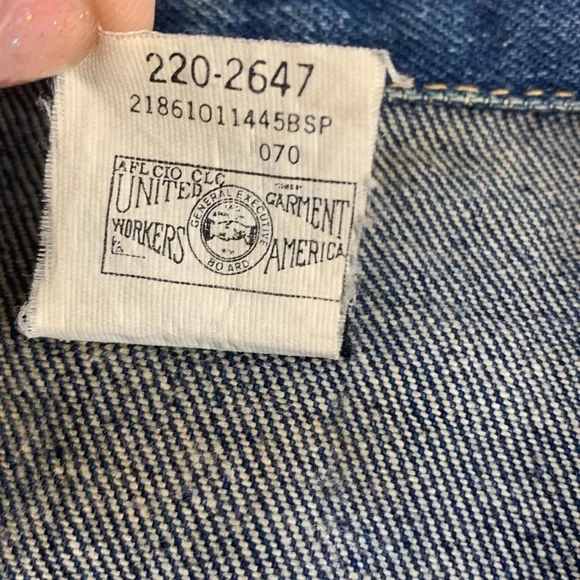 220-2647
21861011445BSP
070
AFL CIO CLC
UNITED GARMENT
WORKERS AMERICA
GENERAL EXECUTIVE
BOARD